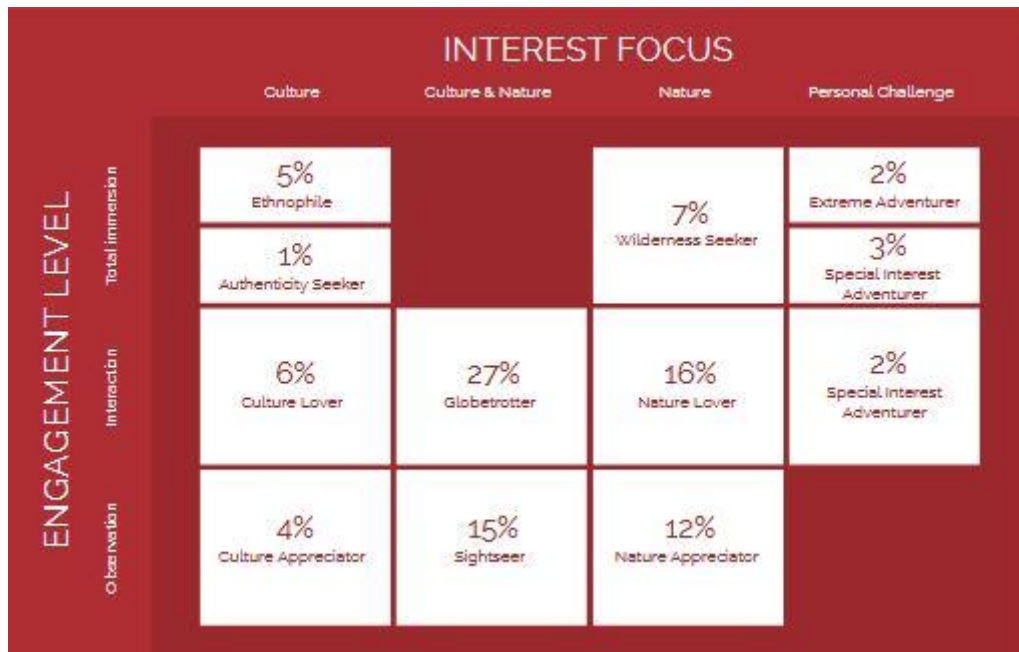 INTEREST FOCUS
Culture
Culture & Nature
Nature
Personal Challenge
ENGAGEMENT LEVEL
Total immersion
5%
Ethnophile
1%
Authenticity Seeker
7%
Wilderness Seeker
2%
Extreme Adventurer
3%
Special Interest
Adventurer
Interaction
6%
Culture Lover
27%
Globetrotter
16%
Nature Lover
2%
Special Interest
Adventurer
Observation
4%
Culture Appreciator
15%
Sightseer
12%
Nature Appreciator